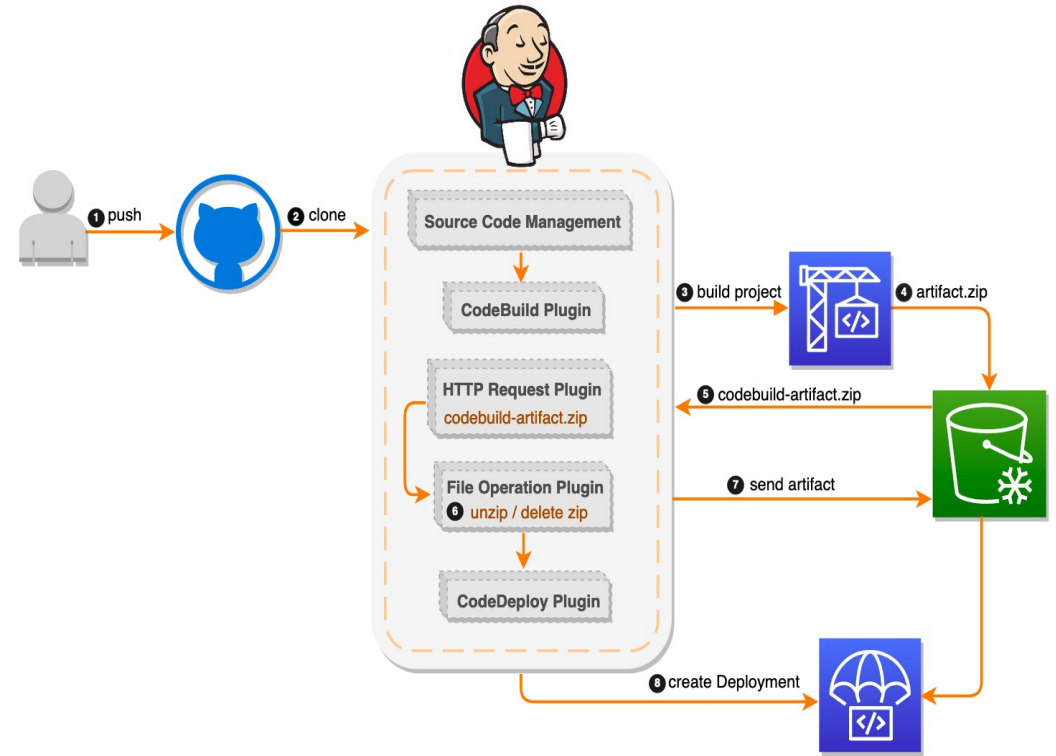 1 push
2 clone
Source Code Management
CodeBuild Plugin
3 build project
4 artifact.zip
HTTP Request Plugin
codebuild-artifact.zip
5 codebuild-artifact.zip
File Operation Plugin
6 unzip / delete zip
7 send artifact
</>
CodeDeploy Plugin
8 create Deployment
</>